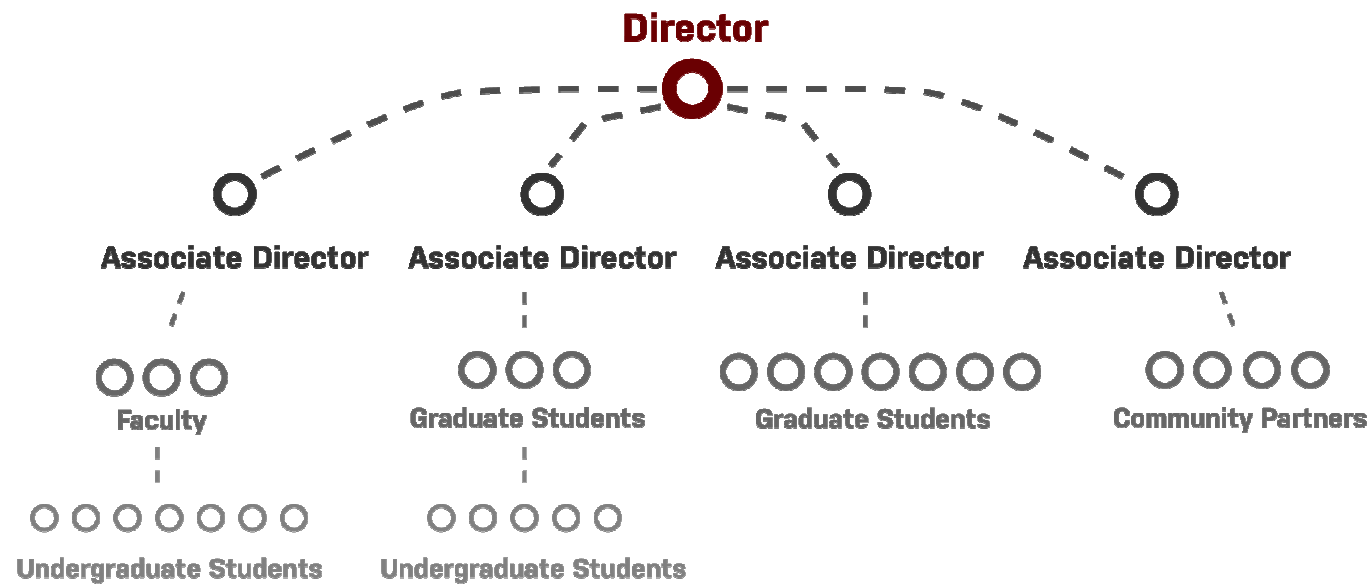 Director
Associate Director
Associate Director
Associate Director
Associate Director
Faculty
Graduate Students
Graduate Students
Community Partners
Undergraduate Students
Undergraduate Students